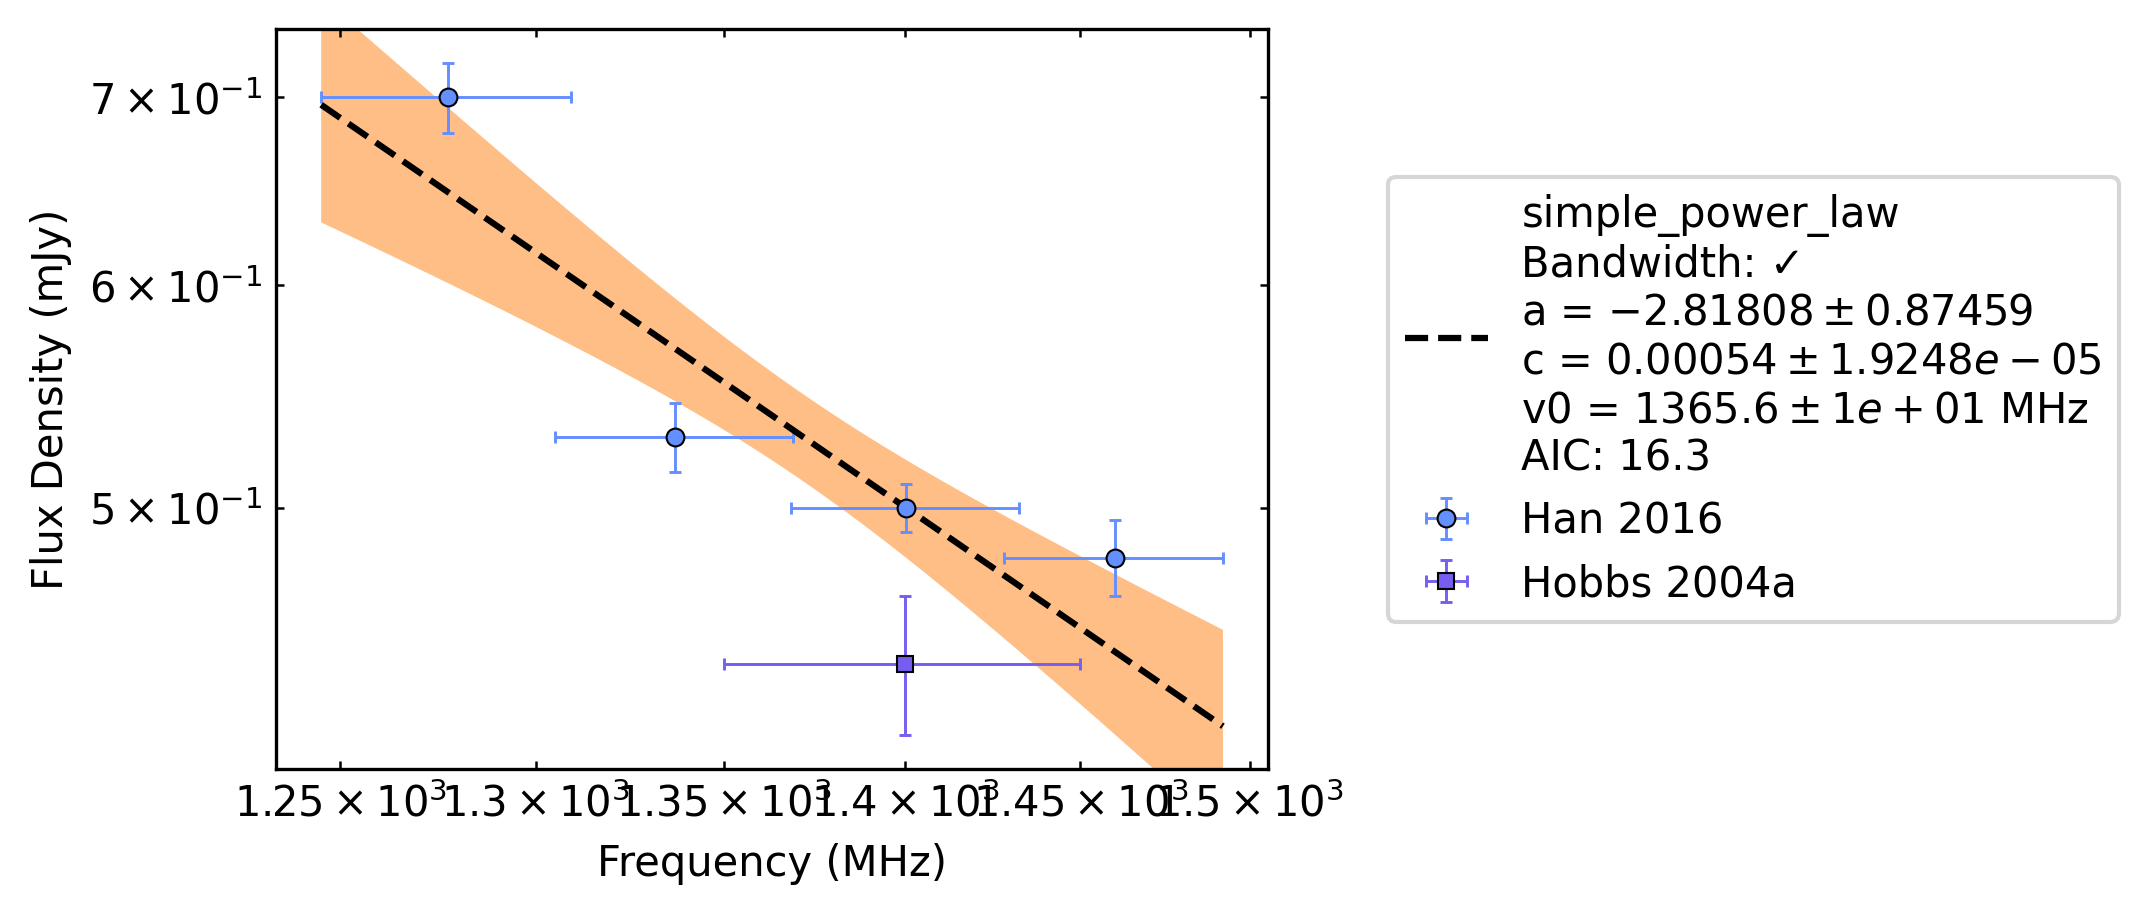 Flux Density (mJy)
7 × 10⁻¹
6 × 10⁻¹
5 × 10⁻¹
1.25 × 10³ 1.3 × 10³ 1.35 × 10³ 1.4 × 10³ 1.45 × 10³ 1.5 × 10³
Frequency (MHz)
simple_power_law
Bandwidth: ✓
a = −2.81808 ± 0.87459
c = 0.00054 ± 1.9248e − 05
v0 = 1365.6 ± 1e + 01 MHz
AIC: 16.3
Han 2016
Hobbs 2004a